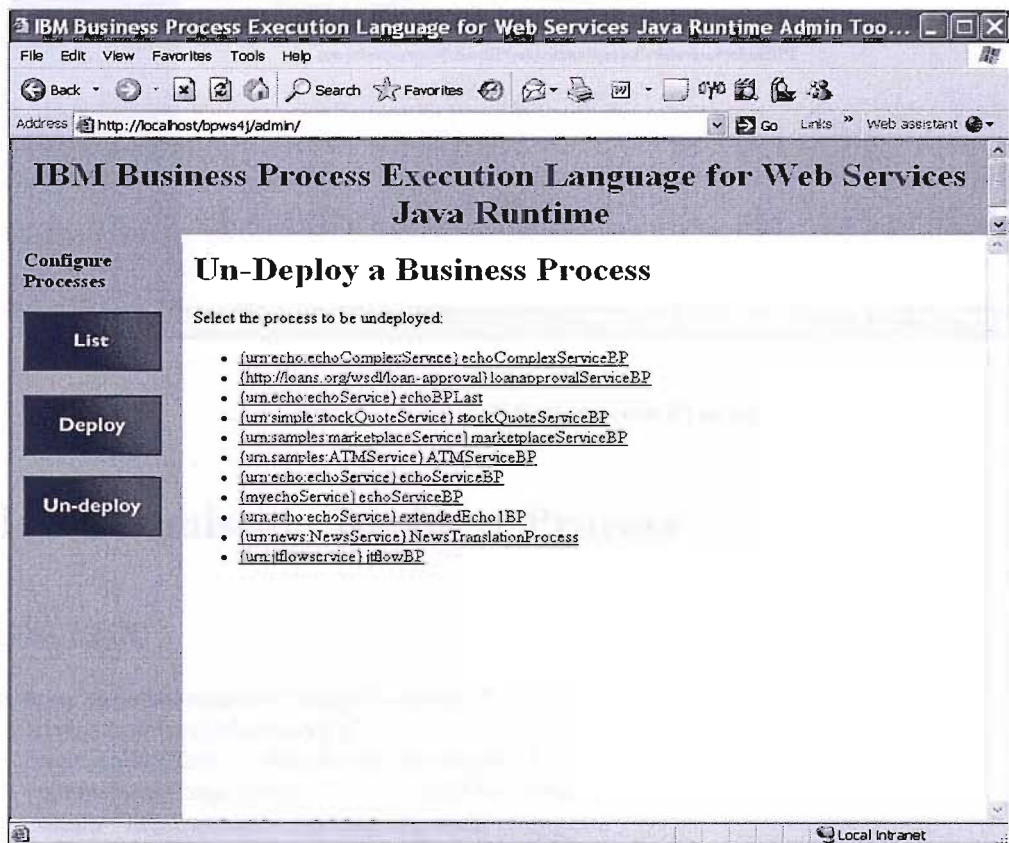 IBM Business Process Execution Language for Web Services Java Runtime Admin Too...
File Edit View Favorites Tools Help
Back Search Favorites
Address http://localhost/bpws4j/admin/ Go Links » Web assistant
IBM Business Process Execution Language for Web Services
Java Runtime
Configure
Processes
List
Deploy
Un-deploy
Un-Deploy a Business Process
Select the process to be undeployed:
{urn:echo:echoComplexService} echoComplexServiceBP
{http://loans.org/wsdl/loan-approval} loanapprovalServiceBP
{urn:echo:echoService} echoBPLast
{urn:simple:stockQuoteService} stockQuoteServiceBP
{urn:samples:marketplaceService} marketplaceServiceBP
{urn:samples:ATMService} ATMServiceBP
{urn:echo:echoService} echoServiceBP
{myechoService} echoServiceBP
{urn:echo:echoService} extendedEcho1BP
{urn:news:NewsService} NewsTranslationProcess
{urn:jtflowservice} jtflowBP
Local intranet